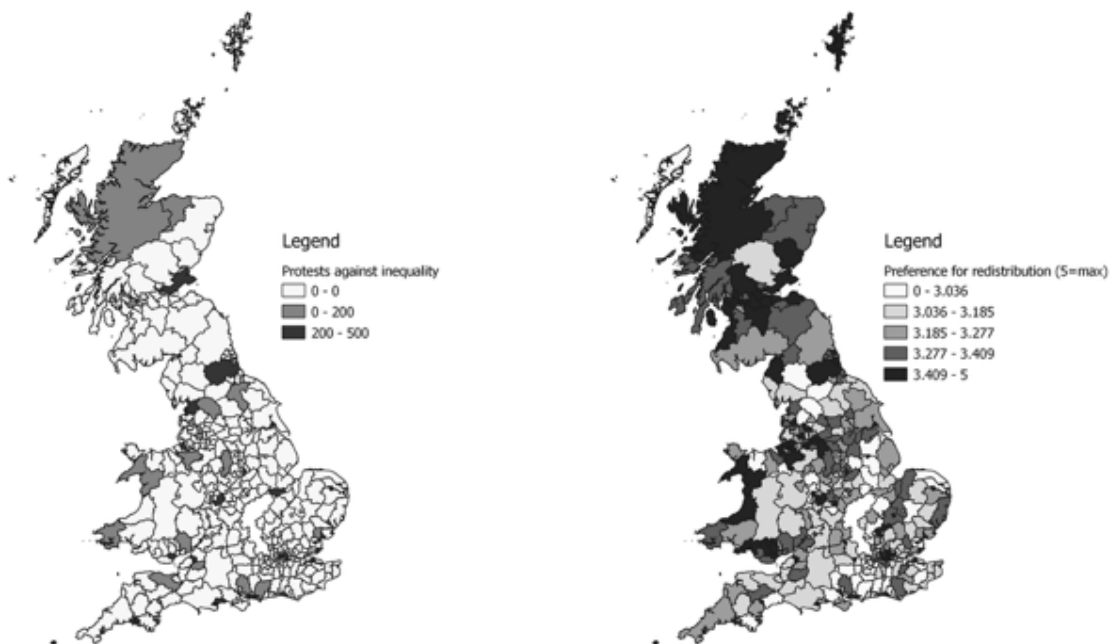 Legend
Protests against inequality
0 - 0
0 - 200
200 - 500
Legend
Preference for redistribution (5=max)
0 - 3.036
3.036 - 3.185
3.185 - 3.277
3.277 - 3.409
3.409 - 5